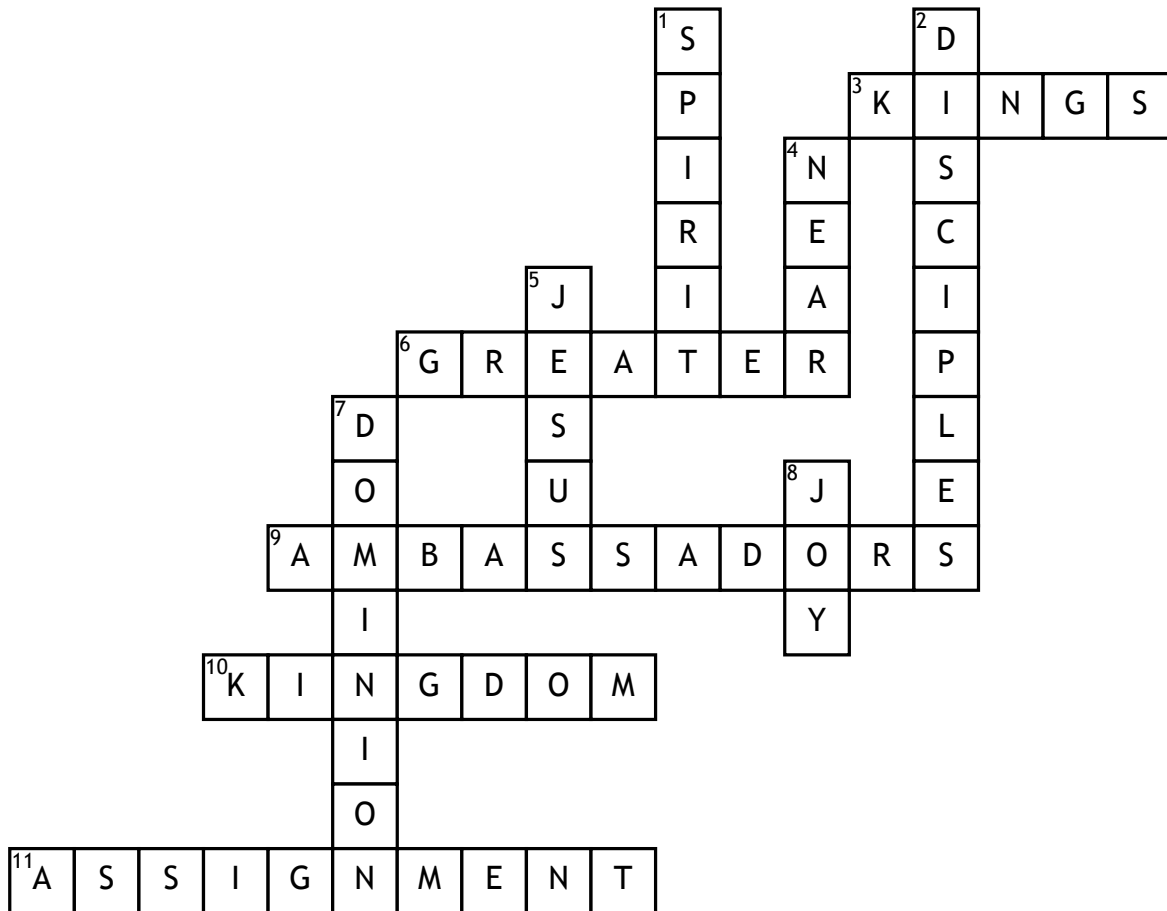 1 S 2 D
P 3 K I N G S
I 4 N S
R E C
5 J I A I
6 G R E A T E R P
7 D S L
O U 8 J E
9 A M B A S S A D O R S
I Y
10 K I N G D O M
I
O
11 A S S I G N M E N T